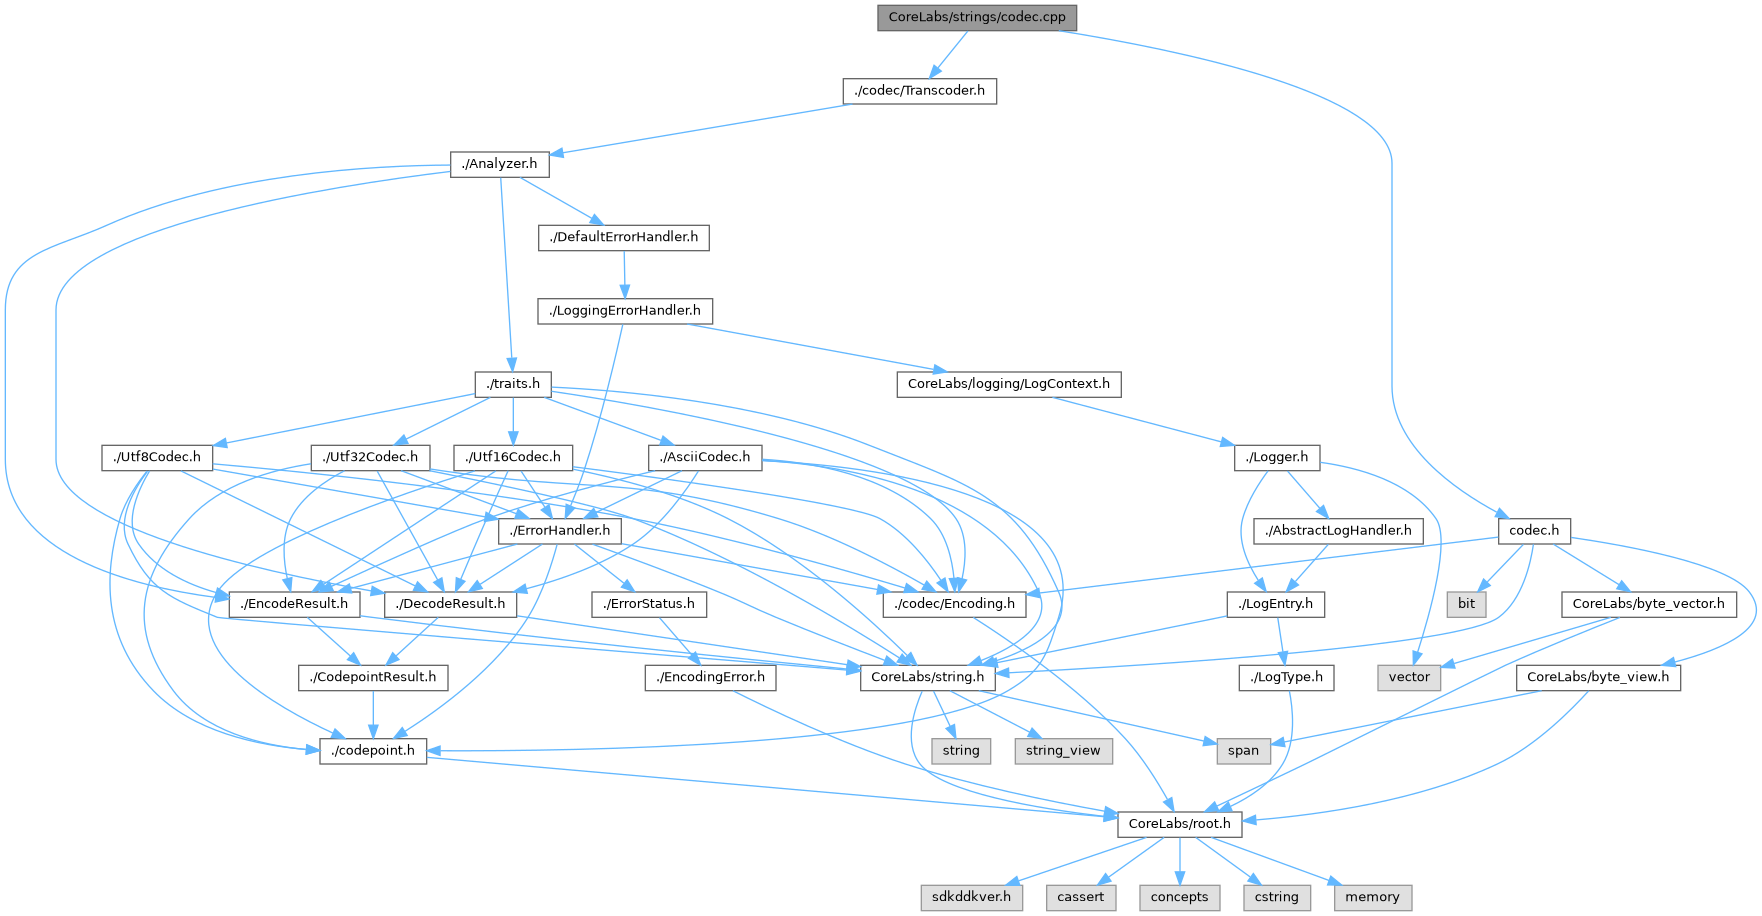 CoreLabs/strings/codec.cpp
./codec/Transcoder.h
./Analyzer.h
./DefaultErrorHandler.h
./LoggingErrorHandler.h
./traits.h
CoreLabs/logging/LogContext.h
./Utf8Codec.h
./Utf32Codec.h
./Utf16Codec.h
./AsciiCodec.h
./Logger.h
./ErrorHandler.h
./AbstractLogHandler.h
codec.h
./EncodeResult.h
./DecodeResult.h
./ErrorStatus.h
./codec/Encoding.h
./LogEntry.h
bit
CoreLabs/byte_vector.h
./CodepointResult.h
./EncodingError.h
CoreLabs/string.h
./LogType.h
vector
CoreLabs/byte_view.h
./codepoint.h
string
string_view
span
CoreLabs/root.h
sdkddkver.h
cassert
concepts
cstring
memory